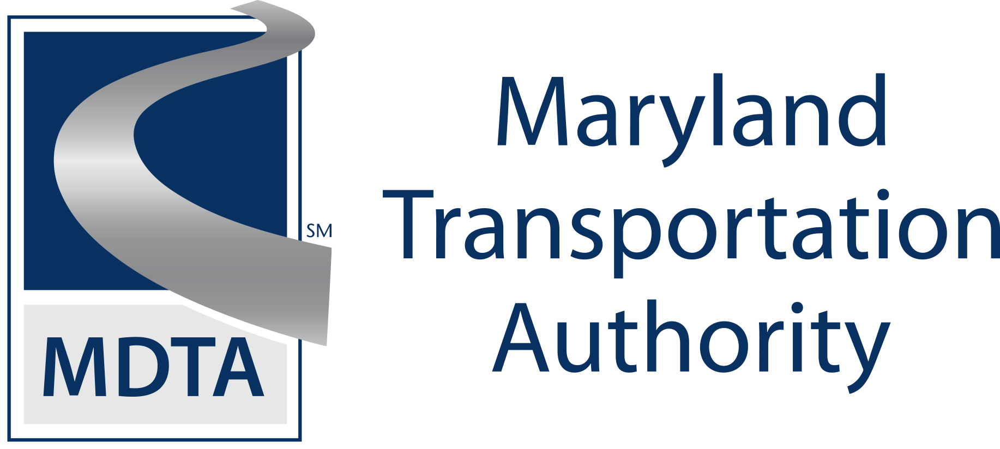 MDTA
SM
Maryland
Transportation
Authority